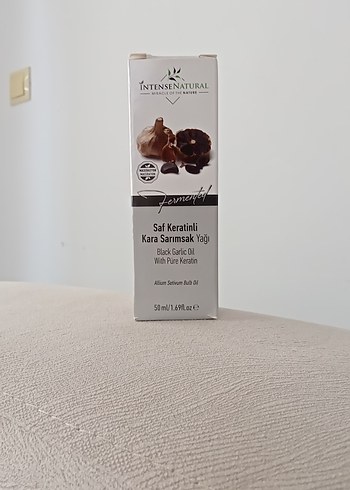 INTENSENATURAL
MIRACLE OF THE NATURE
Fermented
Saf Keratinli
Kara Sarımsak Yağı
Black Garlic Oil
With Pure Keratin
Allium Sativum Bulb Oil
50 ml/1.69fl.oz ℮